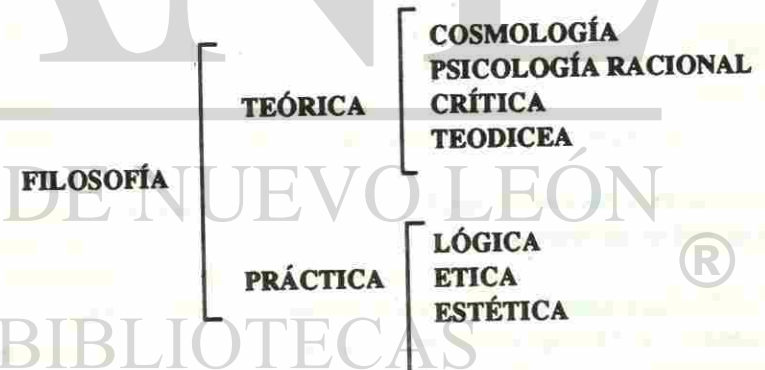 COSMOLOGÍA
PSICOLOGÍA RACIONAL
TEÓRICA
CRÍTICA
TEODICEA
FILOSOFÍA
DE NUEVO LEÓN
LÓGICA
PRÁCTICA
ETICA
ESTÉTICA
®
BIBLIOTECAS